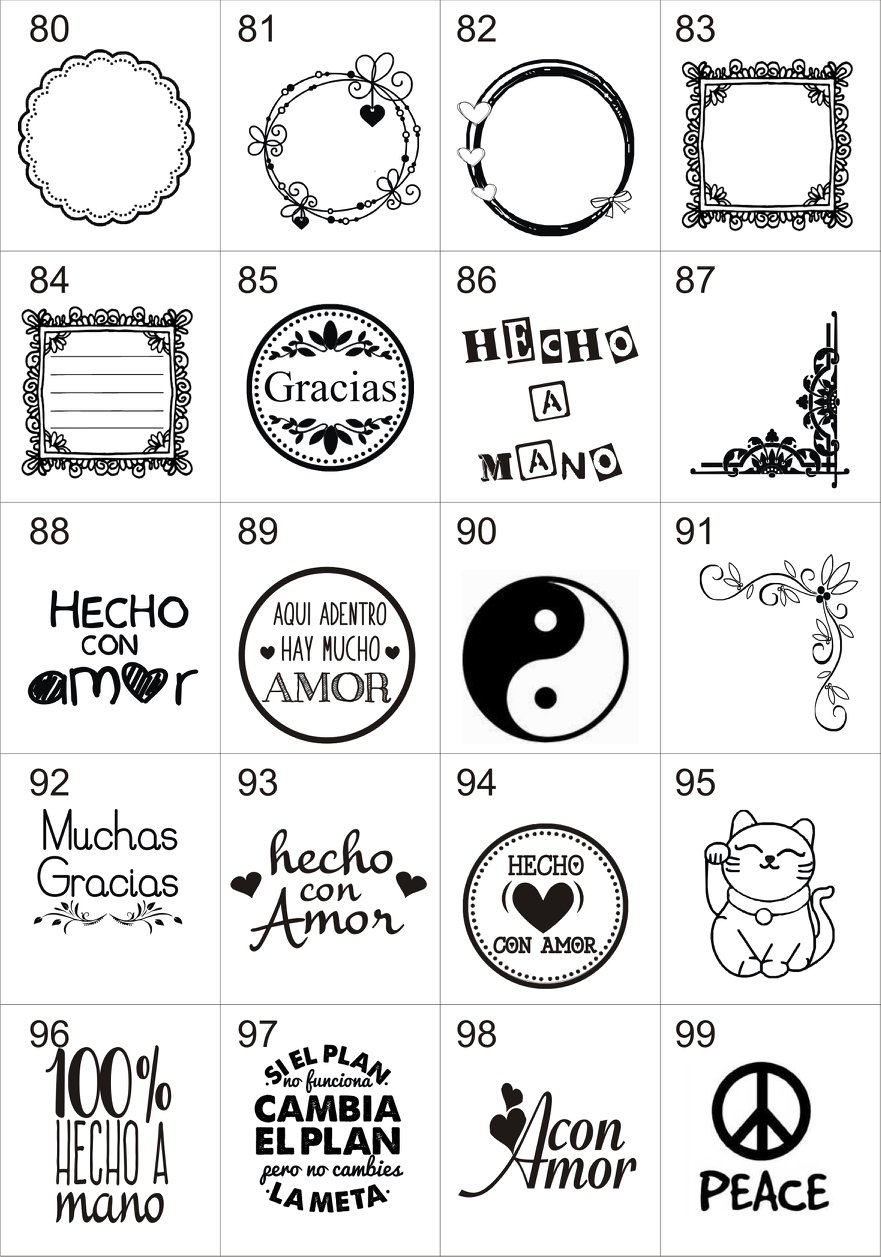 80
81
82
83
84
85
Gracias
86
HECHO
A
MANO
87
88
HECHO
CON
amor
89
AQUI ADENTRO
HAY MUCHO
AMOR
90
91
92
Muchas
Gracias
93
hecho
con
Amor
94
HECHO
CON AMOR
95
96
100%
HECHO A
mano
97
·SI EL PLAN·
no funciona
CAMBIA
EL PLAN
pero no cambies
·LA META·
98
con
Amor
99
PEACE